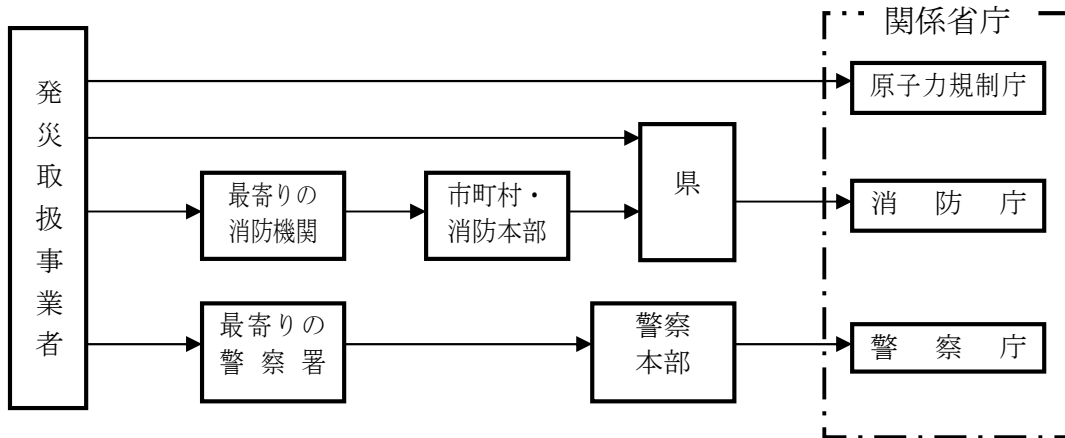 関係省庁
発災取扱事業者
原子力規制庁
県
最寄りの
消防機関
市町村・
消防本部
消防庁
最寄りの
警察署
警察
本部
警察庁